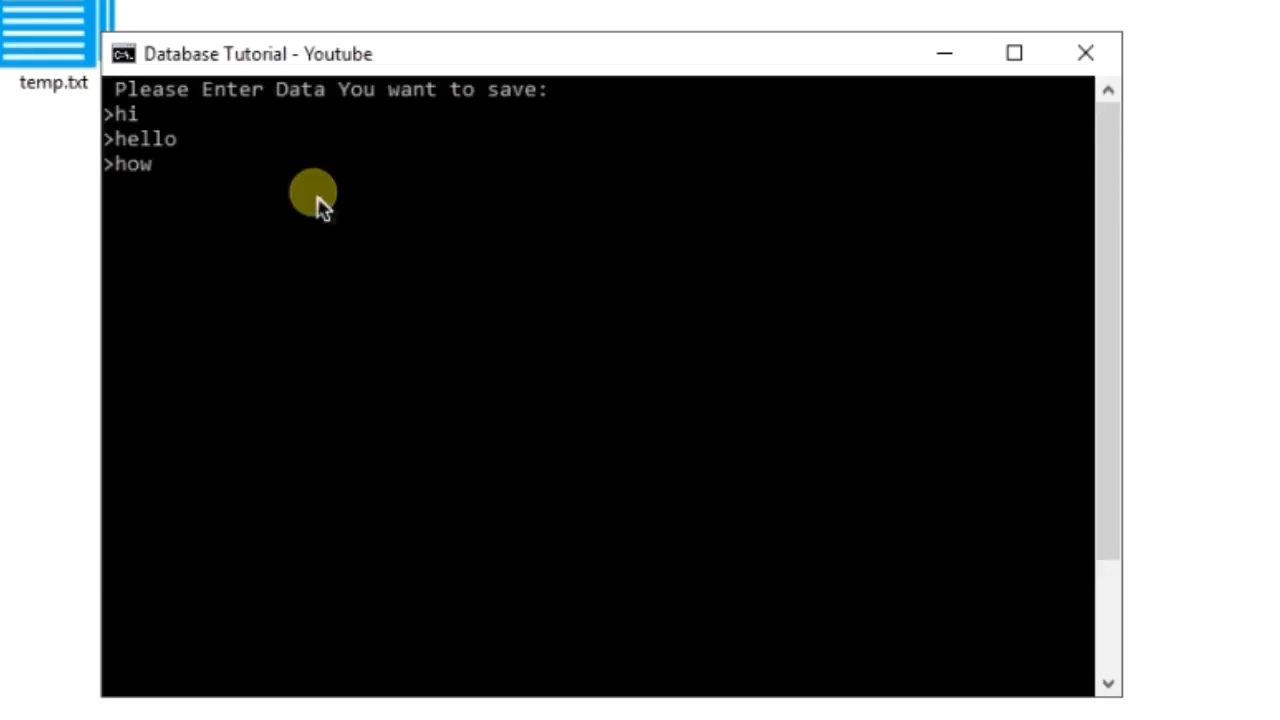 temp.txt
Database Tutorial - Youtube
Please Enter Data You want to save:
>hi
>hello
>how